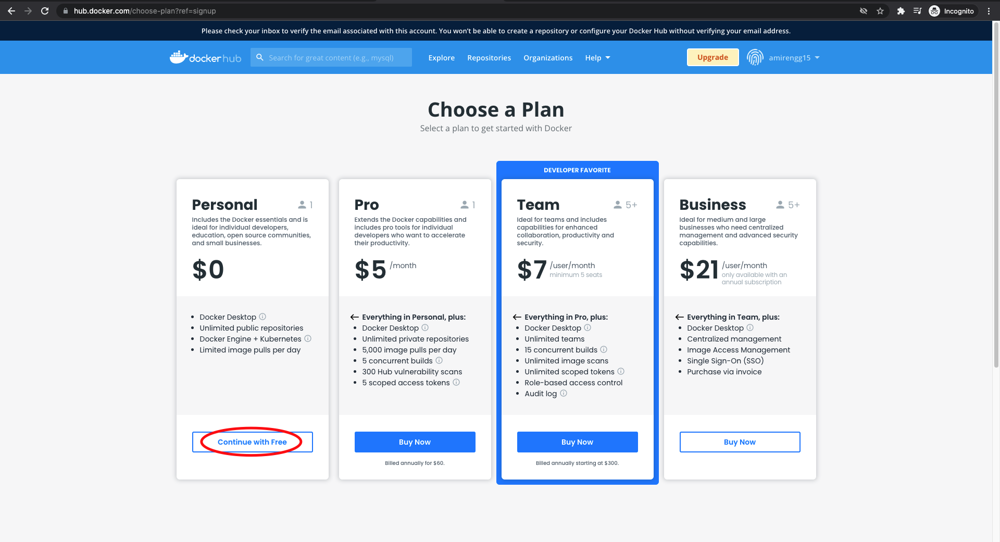 hub.docker.com/choose-plan?ref=signup
Incognito
Please check your inbox to verify the email associated with this account. You won't be able to create a repository or configure your Docker Hub without verifying your email address.
docker hub
Search for great content (e.g., mysql)
Explore
Repositories
Organizations
Help
Upgrade
amirengg15
Choose a Plan
Select a plan to get started with Docker
Personal
1
Includes the Docker essentials and is
ideal for individual developers,
education, open source communities,
and small businesses.
$0
Docker Desktop
Unlimited public repositories
Docker Engine + Kubernetes
Limited image pulls per day
Continue with Free
Pro
1
Extends the Docker capabilities and
includes pro tools for individual
developers who want to accelerate
their productivity.
$5 /month
Everything in Personal, plus:
Docker Desktop
Unlimited private repositories
5,000 image pulls per day
5 concurrent builds
300 Hub vulnerability scans
5 scoped access tokens
Buy Now
Billed annually for $60.
DEVELOPER FAVORITE
Team
5+
Ideal for teams and includes
capabilities for enhanced
collaboration, productivity and
security.
$7 /user/month
minimum 5 seats
Everything in Pro, plus:
Docker Desktop
Unlimited teams
15 concurrent builds
Unlimited image scans
Unlimited scoped tokens
Role-based access control
Audit log
Buy Now
Billed annually starting at $300.
Business
5+
Ideal for medium and large
businesses who need centralized
management and advanced security
capabilities.
$21 /user/month
only available with an
annual subscription
Everything in Team, plus:
Docker Desktop
Centralized management
Image Access Management
Single Sign-On (SSO)
Purchase via invoice
Buy Now